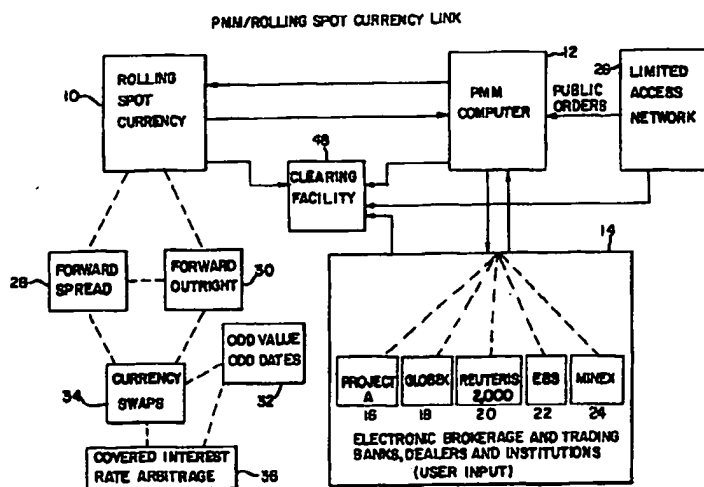 PMM/ROLLING SPOT CURRENCY LINK
10
ROLLING
SPOT
CURRENCY
12
PMM
COMPUTER
PUBLIC
ORDERS
26
LIMITED
ACCESS
NETWORK
48
CLEARING
FACILITY
14
28
FORWARD
SPREAD
FORWARD
OUTRIGHT
30
ODD VALUE
ODD DATES
32
34
CURRENCY
SWAPS
COVERED INTEREST
RATE ARBITRAGE
36
PROJECT
A
16
GLOBEX
18
REUTERS
2,000
20
EBS
22
MINEX
24
ELECTRONIC BROKERAGE AND TRADING
BANKS, DEALERS AND INSTITUTIONS
(USER INPUT)